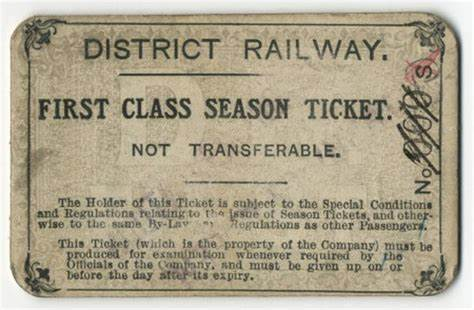 DISTRICT RAILWAY.
FIRST CLASS SEASON TICKET.
NOT TRANSFERABLE.
The Holder of this Ticket is subject to the Special Conditions
and Regulations relating to the issue of Season Tickets, and other-
wise to the same By-Law Regulations as other Passengers.
This Ticket (which is the property of the Company) must be
produced for examination whenever required by the
Officials of the Company, and must be given up on or
before the day after its expiry.
No. S